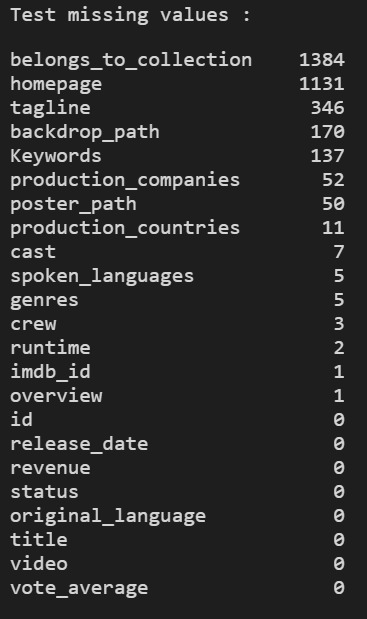 Test missing values :
belongs_to_collection 1384
homepage 1131
tagline 346
backdrop_path 170
Keywords 137
production_companies 52
poster_path 50
production_countries 11
cast 7
spoken_languages 5
genres 5
crew 3
runtime 2
imdb_id 1
overview 1
id 0
release_date 0
revenue 0
status 0
original_language 0
title 0
video 0
vote_average 0